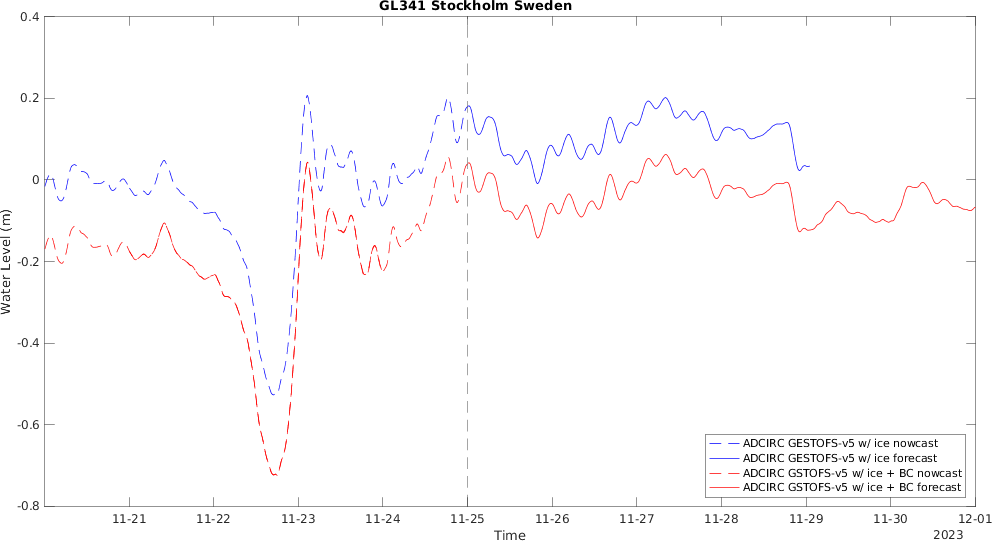 GL341 Stockholm Sweden
0.4
0.2
0
-0.2
-0.4
-0.6
-0.8
Water Level (m)
11-21 11-22 11-23 11-24 11-25 11-26 11-27 11-28 11-29 11-30 12-01
Time
2023
ADCIRC GESTOFS-v5 w/ ice nowcast
ADCIRC GESTOFS-v5 w/ ice forecast
ADCIRC GSTOFS-v5 w/ ice + BC nowcast
ADCIRC GSTOFS-v5 w/ ice + BC forecast